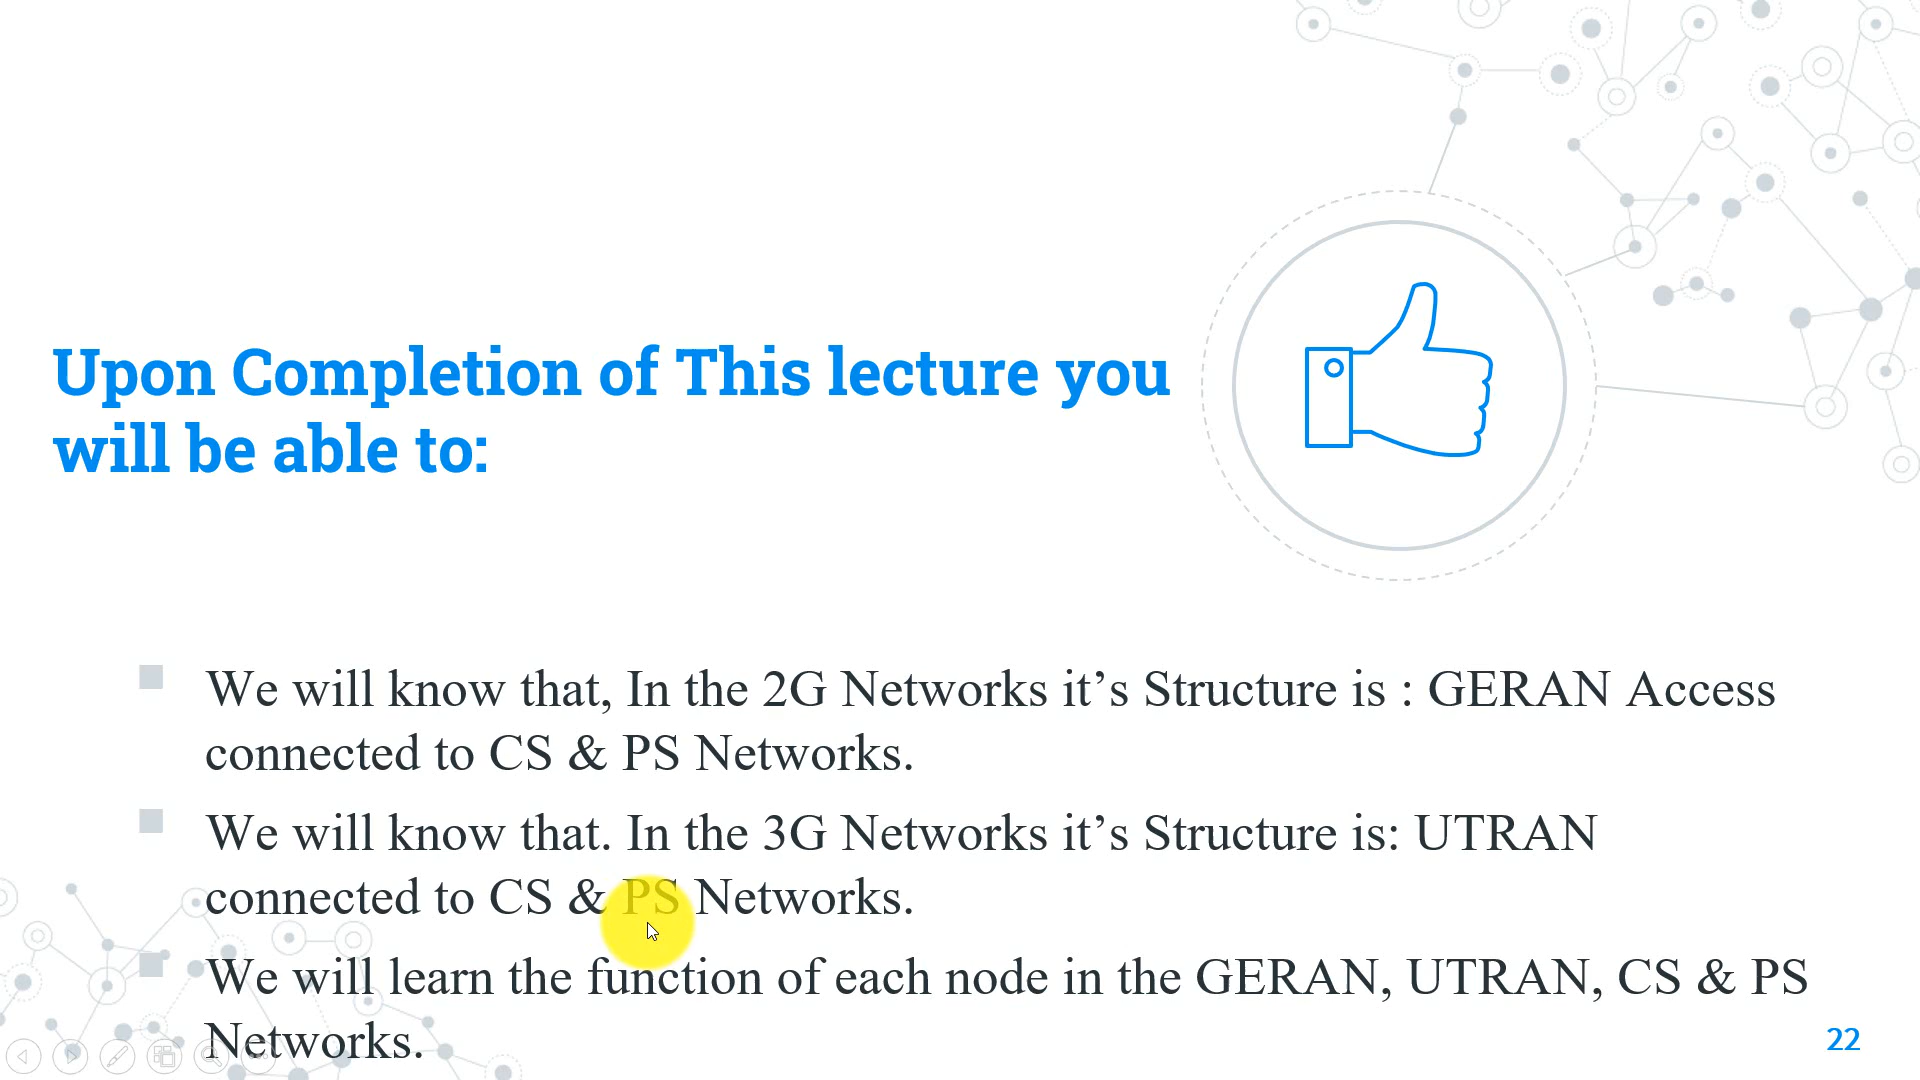 Upon Completion of This lecture you
will be able to:
We will know that, In the 2G Networks it’s Structure is : GERAN Access
connected to CS & PS Networks.
We will know that. In the 3G Networks it’s Structure is: UTRAN
connected to CS & PS Networks.
We will learn the function of each node in the GERAN, UTRAN, CS & PS
Networks.
22